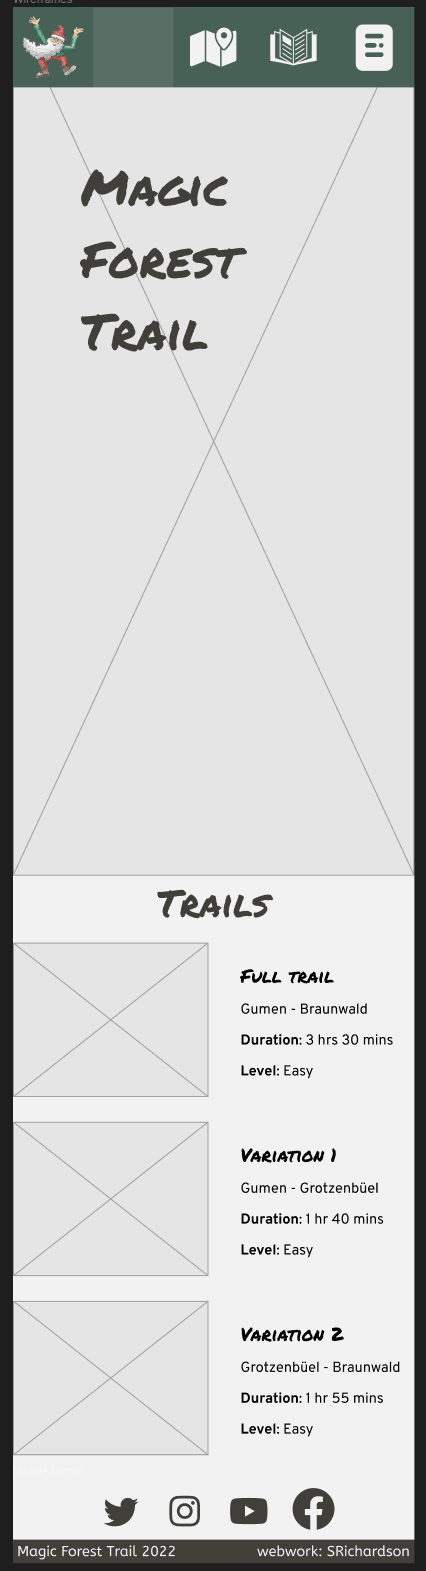 Wireframes
Magic
Forest
Trail
Trails
Full trail
Gumen - Braunwald
Duration: 3 hrs 30 mins
Level: Easy
Variation 1
Gumen - Grotzenbüel
Duration: 1 hr 40 mins
Level: Easy
Variation 2
Grotzenbüel - Braunwald
Duration: 1 hr 55 mins
Level: Easy
Magic Forest Trail 2022 webwork: SRichardson